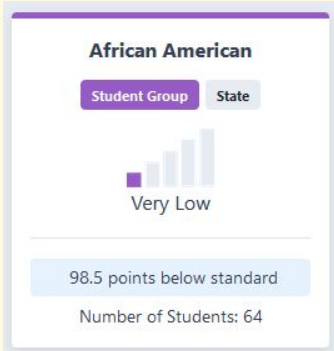 African American
Student Group State
Very Low
98.5 points below standard
Number of Students: 64